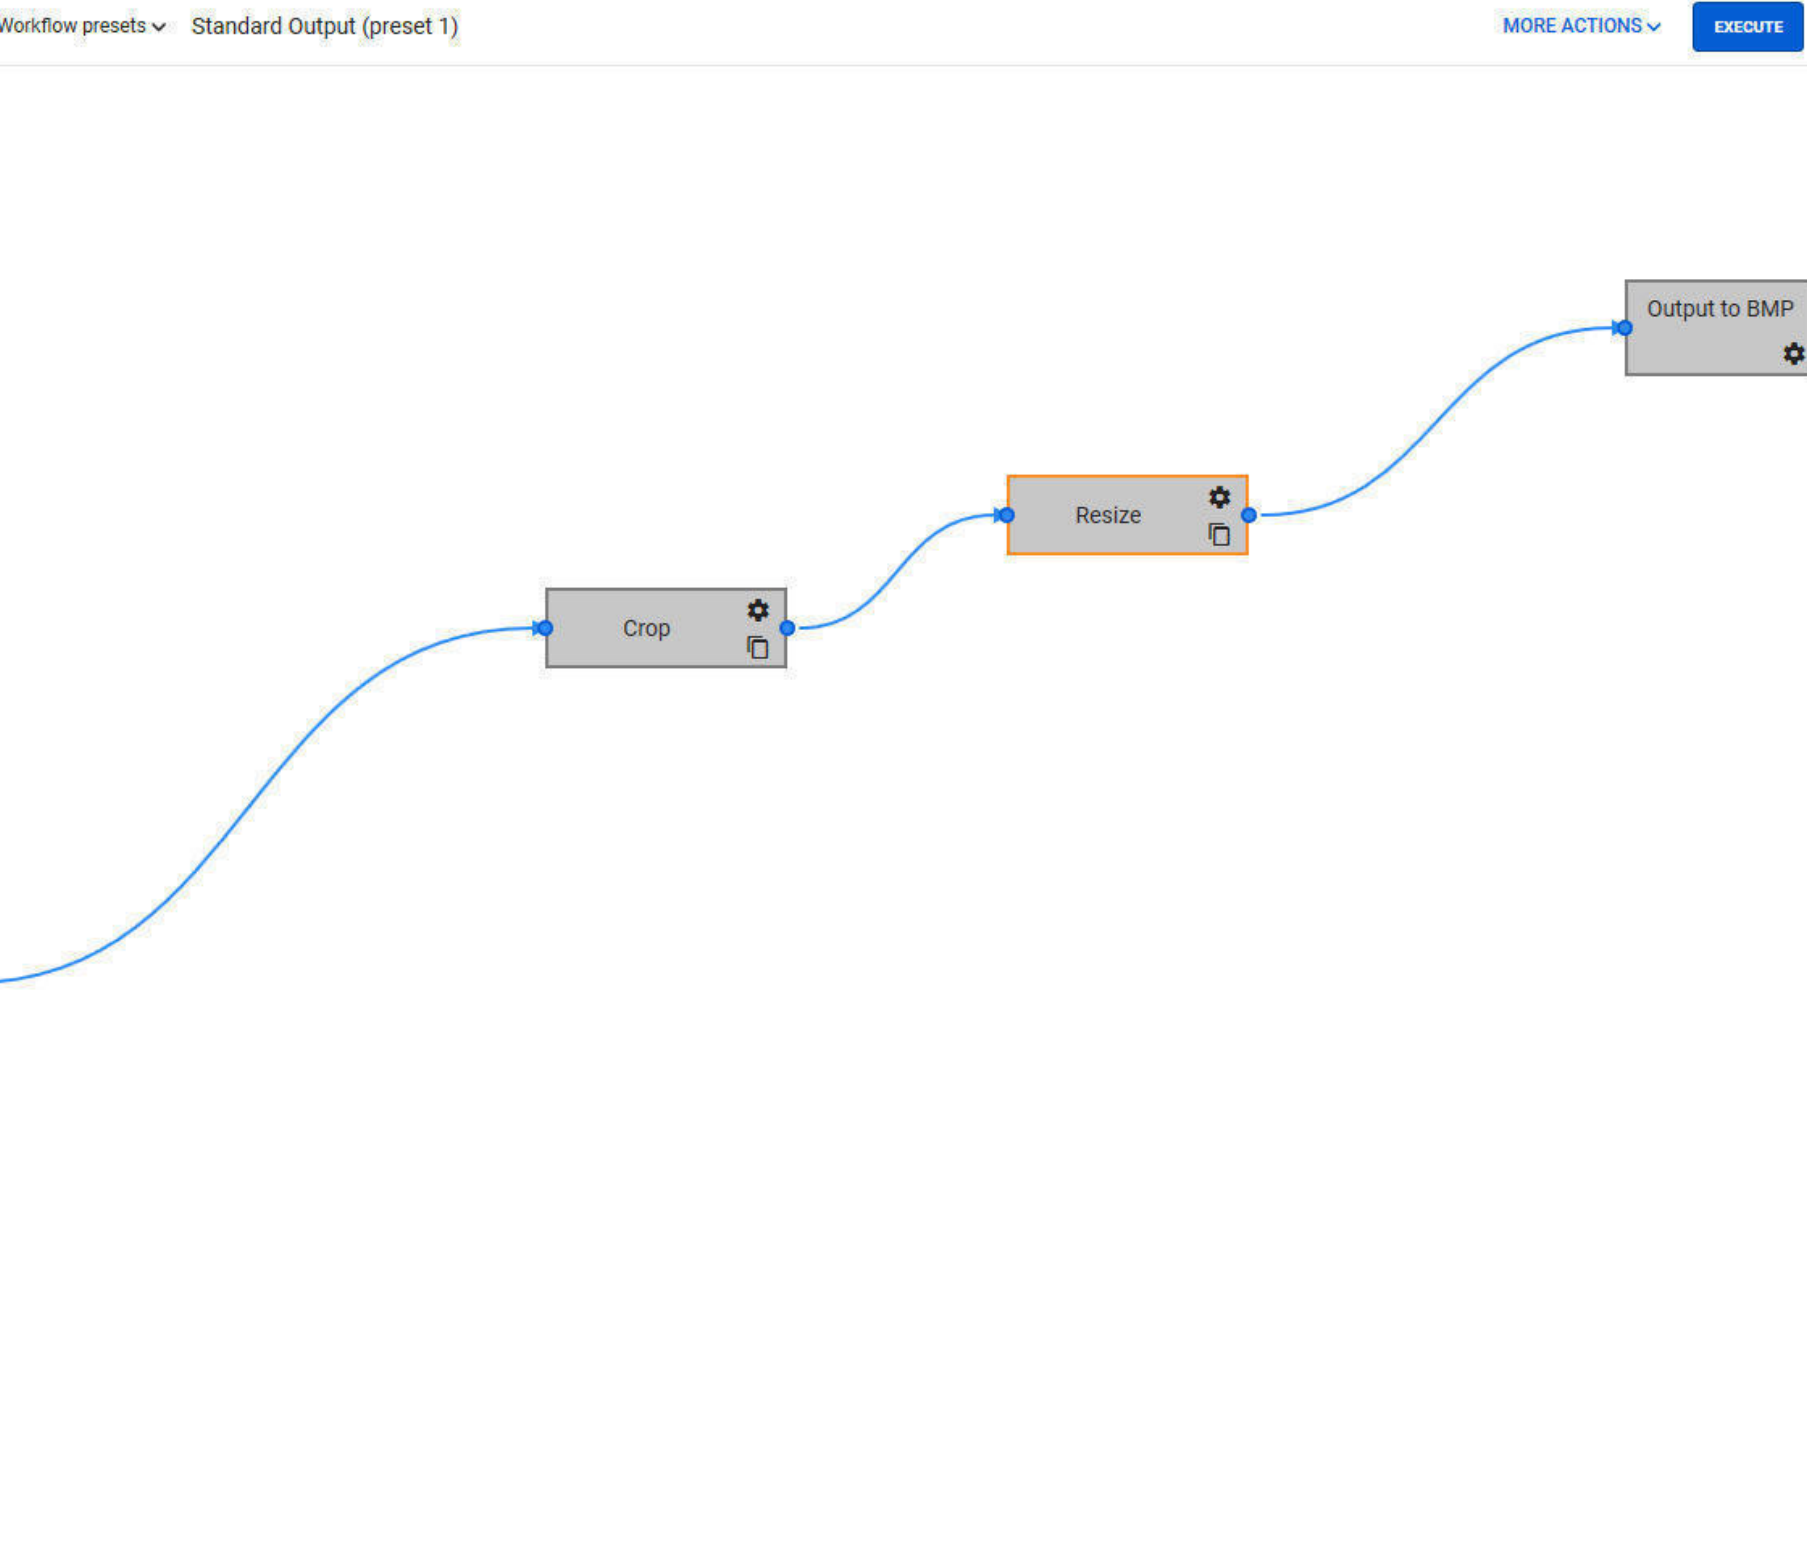 Workflow presets Standard Output (preset 1) MORE ACTIONS EXECUTE
Output to BMP
Resize
Crop